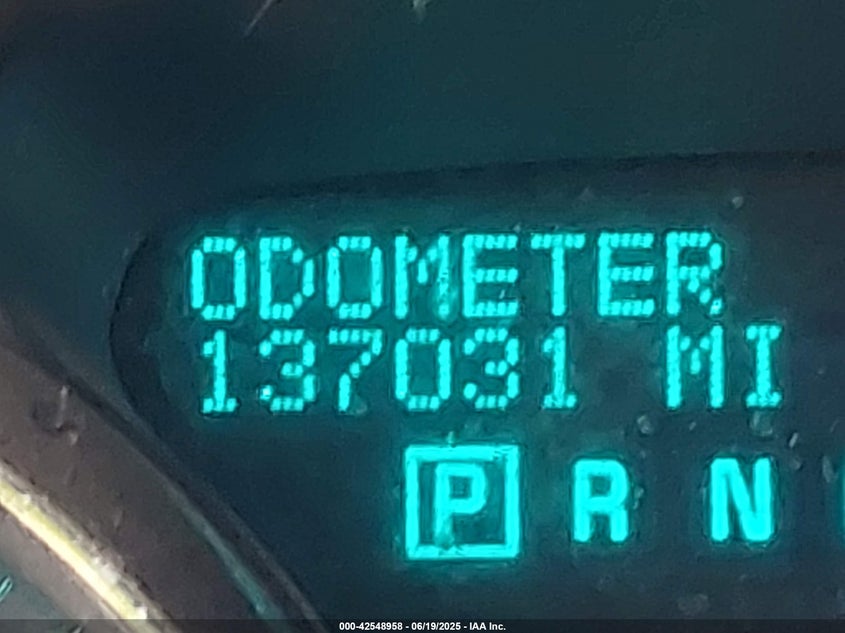 ODOMETER
137031 MI
P R N
000-42548958 - 06/19/2025 - IAA Inc.